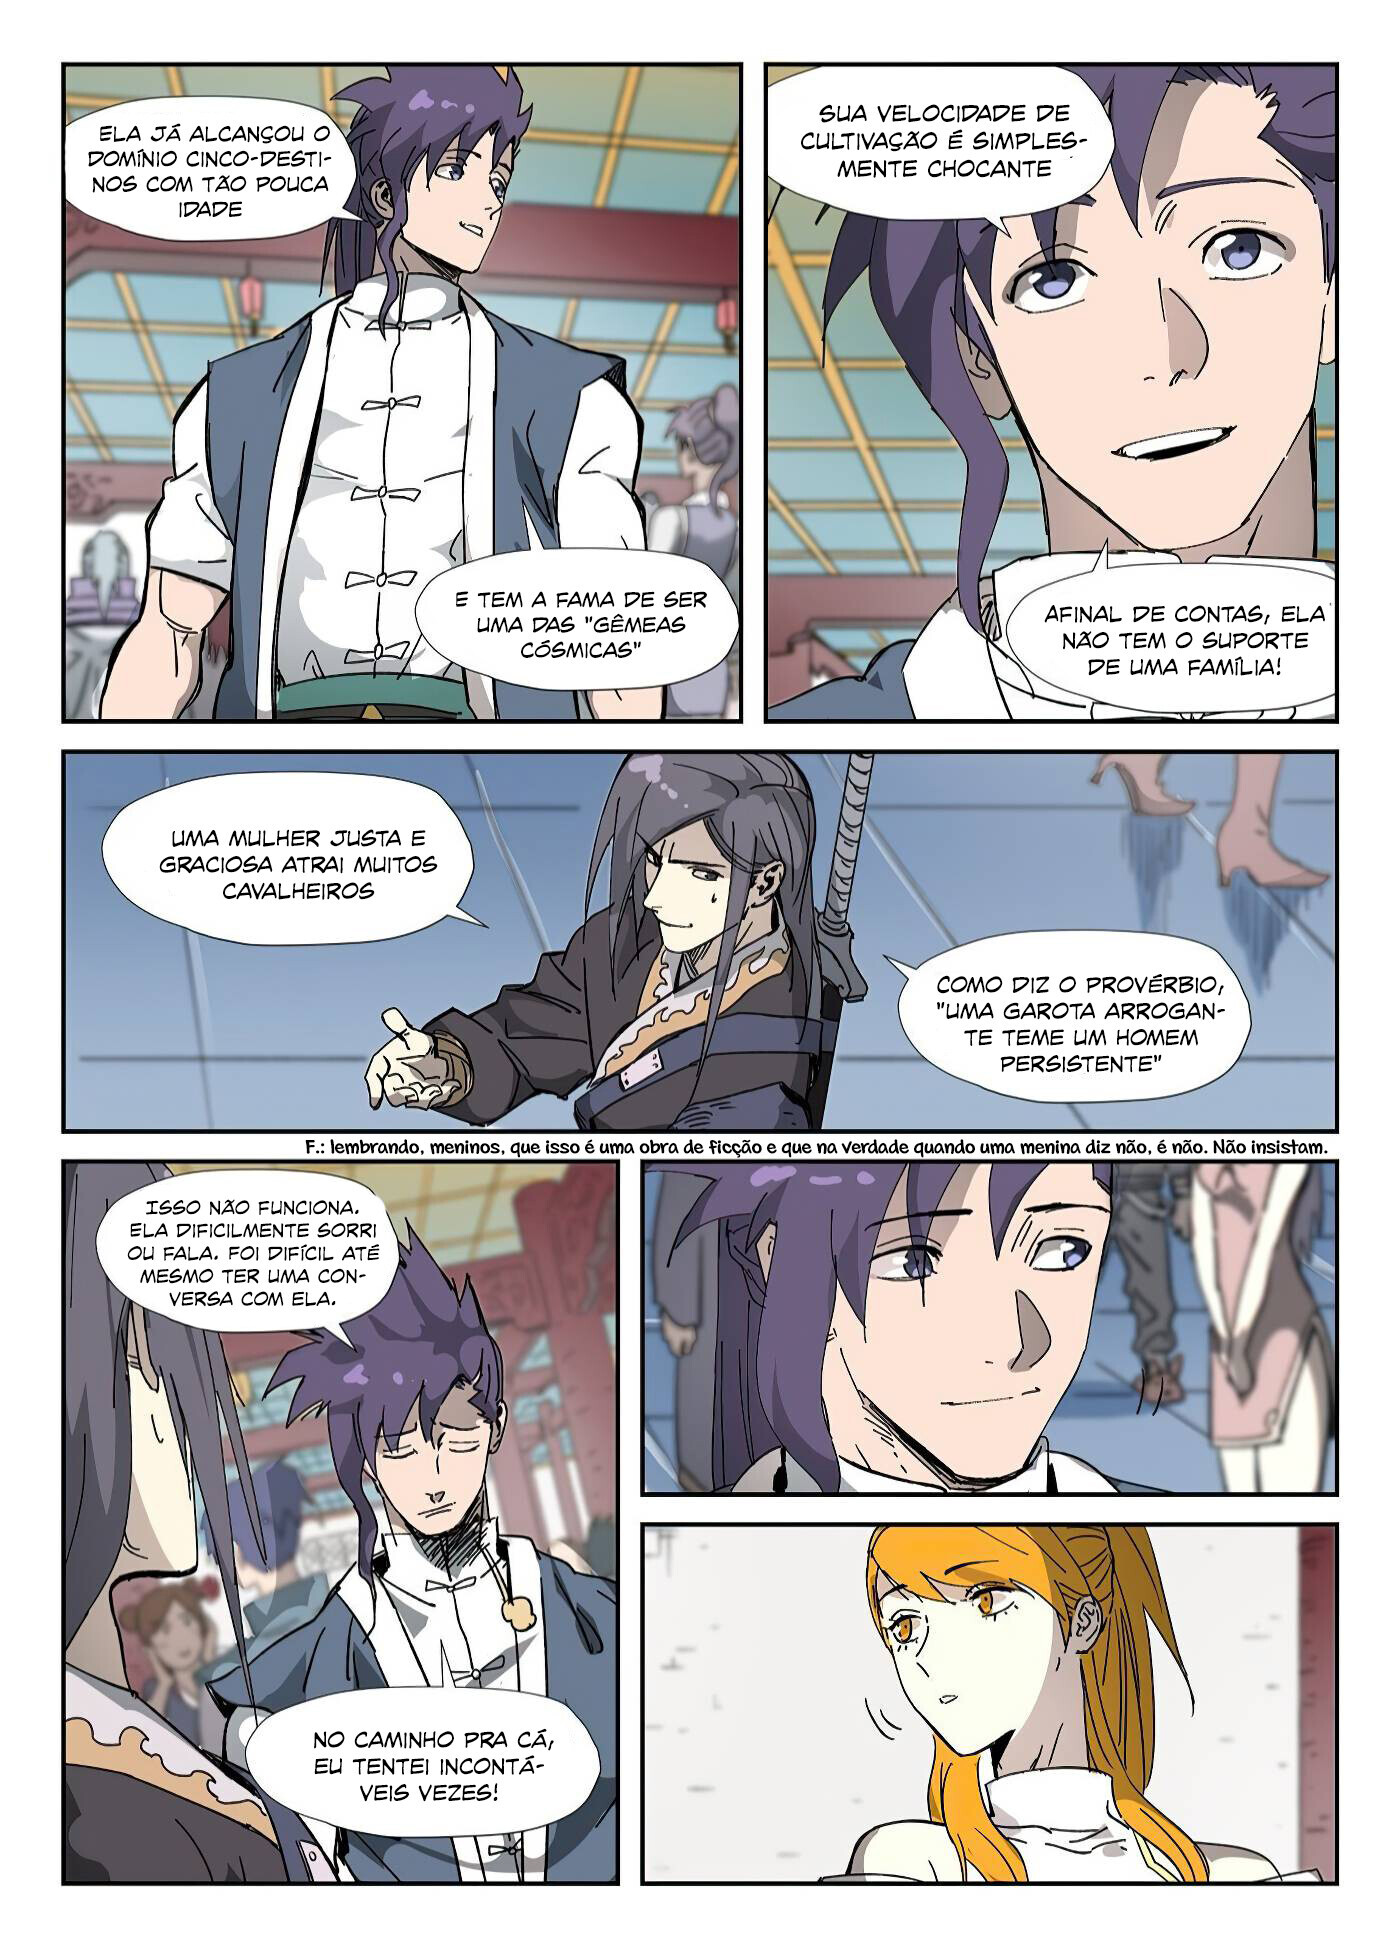 ELA JÁ ALCANÇOU O
DOMÍNIO CINCO-DESTI-
NOS COM TÃO POUCA
IDADE
E TEM A FAMA DE SER
UMA DAS "GÊMEAS
CÓSMICAS"
SUA VELOCIDADE DE
CULTIVAÇÃO É SIMPLES-
MENTE CHOCANTE
AFINAL DE CONTAS, ELA
NÃO TEM O SUPORTE
DE UMA FAMÍLIA!
UMA MULHER JUSTA E
GRACIOSA ATRAI MUITOS
CAVALHEIROS
COMO DIZ O PROVÉRBIO,
"UMA GAROTA ARROGAN-
TE TEME UM HOMEM
PERSISTENTE"
F.: lembrando, meninos, que isso é uma obra de ficção e que na verdade quando uma menina diz não, é não. Não insistam.
ISSO NÃO FUNCIONA.
ELA DIFICILMENTE SORRI
OU FALA. FOI DIFÍCIL ATÉ
MESMO TER UMA CON-
VERSA COM ELA.
NO CAMINHO PRA CÁ,
EU TENTEI INCONTÁ-
VEIS VEZES!